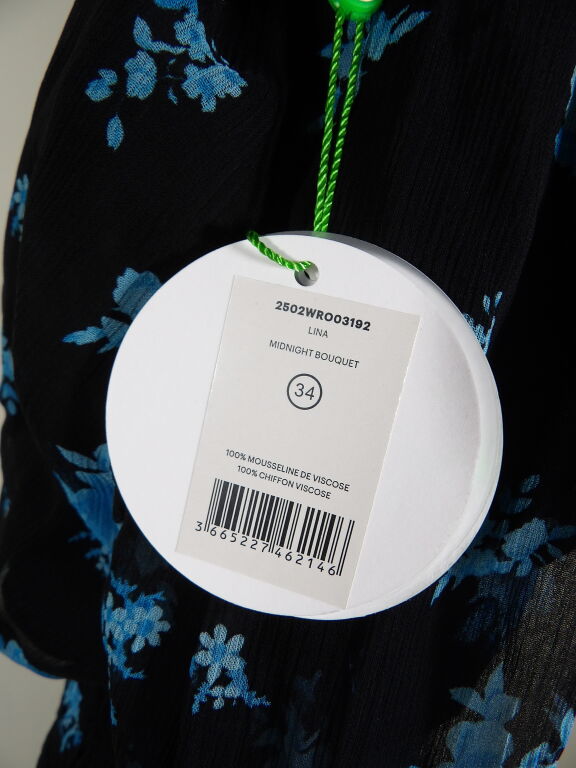 2502WRO03192
LINA
MIDNIGHT BOUQUET
34
100% MOUSSELINE DE VISCOSE
100% CHIFFON VISCOSE
3 665227 462146